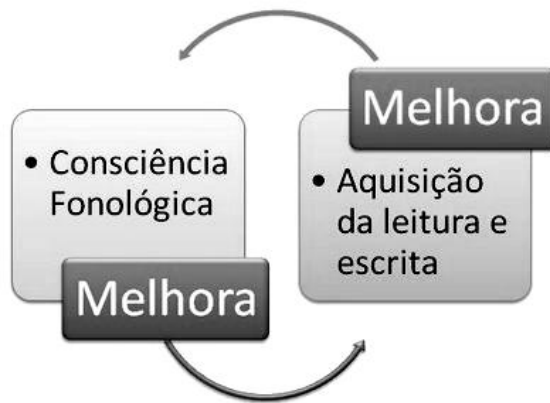 • Consciência
Fonológica
Melhora
Melhora
• Aquisição
da leitura e
escrita